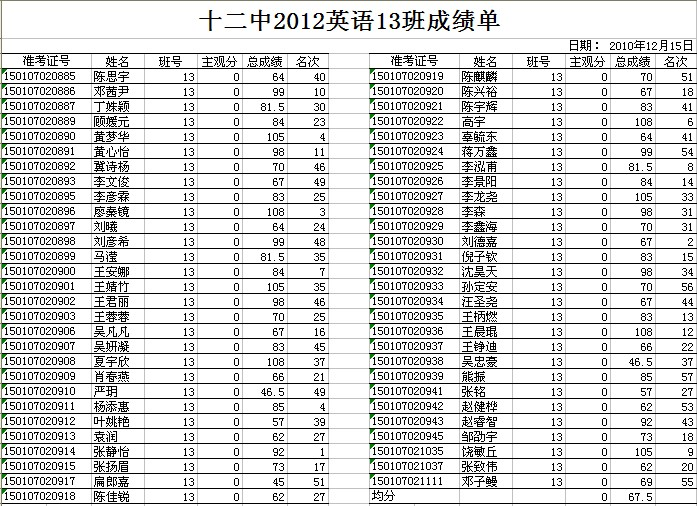 十二中2012英语13班成绩单
日期： 2010年12月15日
准考证号 姓名 班号 主观分 总成绩 名次 准考证号 姓名 班号 主观分 总成绩 名次
150107020885 陈思宇 13 0 64 40 150107020919 陈麒麟 13 0 70 51
150107020886 邓茜尹 13 0 99 10 150107020920 陈兴裕 13 0 67 18
150107020887 丁姝颖 13 0 81.5 30 150107020921 陈宇辉 13 0 83 41
150107020889 顾媛元 13 0 84 23 150107020922 高宇 13 0 108 6
150107020890 黄梦华 13 0 105 4 150107020923 辜毓东 13 0 64 41
150107020891 黄心怡 13 0 98 11 150107020924 蒋万鑫 13 0 99 54
150107020892 冀诗杨 13 0 70 46 150107020925 李泓甫 13 0 81.5 8
150107020893 李文俊 13 0 67 49 150107020926 李景阳 13 0 84 14
150107020895 李彦霖 13 0 83 25 150107020927 李龙尧 13 0 105 33
150107020896 廖秦镜 13 0 108 3 150107020928 李森 13 0 98 31
150107020897 刘曦 13 0 64 24 150107020929 李鑫海 13 0 70 31
150107020898 刘彦希 13 0 99 48 150107020930 刘德嘉 13 0 67 2
150107020899 马滢 13 0 81.5 35 150107020931 倪子钦 13 0 83 15
150107020900 王安娜 13 0 84 7 150107020932 沈昊天 13 0 98 34
150107020901 王婧竹 13 0 105 35 150107020933 孙定安 13 0 70 56
150107020902 王君丽 13 0 98 46 150107020934 汪圣尧 13 0 67 44
150107020903 王蓉蓉 13 0 70 25 150107020935 王柄燃 13 0 83 13
150107020906 吴凡凡 13 0 67 16 150107020936 王晨琨 13 0 108 12
150107020907 吴妍凝 13 0 83 45 150107020937 王铮迪 13 0 66 22
150107020908 夏宇欣 13 0 108 37 150107020938 吴忠豪 13 0 46.5 37
150107020909 肖春燕 13 0 66 21 150107020939 熊振 13 0 85 57
150107020910 严玥 13 0 46.5 49 150107020941 张铭 13 0 57 27
150107020911 杨添惠 13 0 85 4 150107020942 赵健桦 13 0 62 53
150107020912 叶姚艳 13 0 57 39 150107020943 赵睿智 13 0 92 43
150107020913 袁润 13 0 62 27 150107020945 邹劭宇 13 0 73 18
150107020914 张静怡 13 0 92 1 150107021035 饶敏丘 13 0 105 9
150107020915 张扬眉 13 0 73 17 150107021037 张致伟 13 0 62 20
150107020917 扁郎嘉 13 0 45 51 150107021111 邓子鳗 13 0 69 55
150107020918 陈佳锐 13 0 62 27 均分 0 67.5